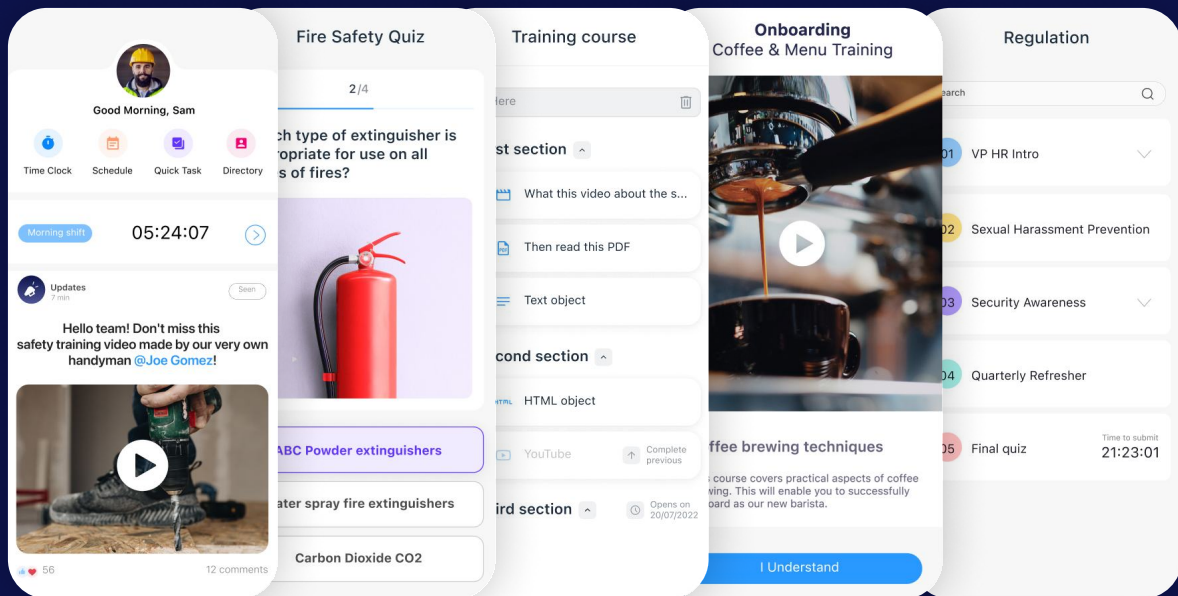 Good Morning, Sam
Time Clock
Schedule
Quick Task
Directory
Morning shift
05:24:07
Updates
7 min
Seen
Hello team! Don't miss this
safety training video made by our very own
handyman @Joe Gomez!
56
12 comments
Fire Safety Quiz
2/4
ch type of extinguisher is
ropriate for use on all
s of fires?
ABC Powder extinguishers
ater spray fire extinguishers
Carbon Dioxide CO2
Training course
Here
st section
What this video about the s...
PDF
Then read this PDF
Text object
cond section
HTML
HTML object
YouTube
Complete
previous
ird section
Opens on
20/07/2022
Onboarding
Coffee & Menu Training
ffee brewing techniques
course covers practical aspects of coffee
wing. This will enable you to successfully
oard as our new barista.
I Understand
Regulation
earch
01
VP HR Intro
02
Sexual Harassment Prevention
03
Security Awareness
04
Quarterly Refresher
05
Final quiz
Time to submit
21:23:01